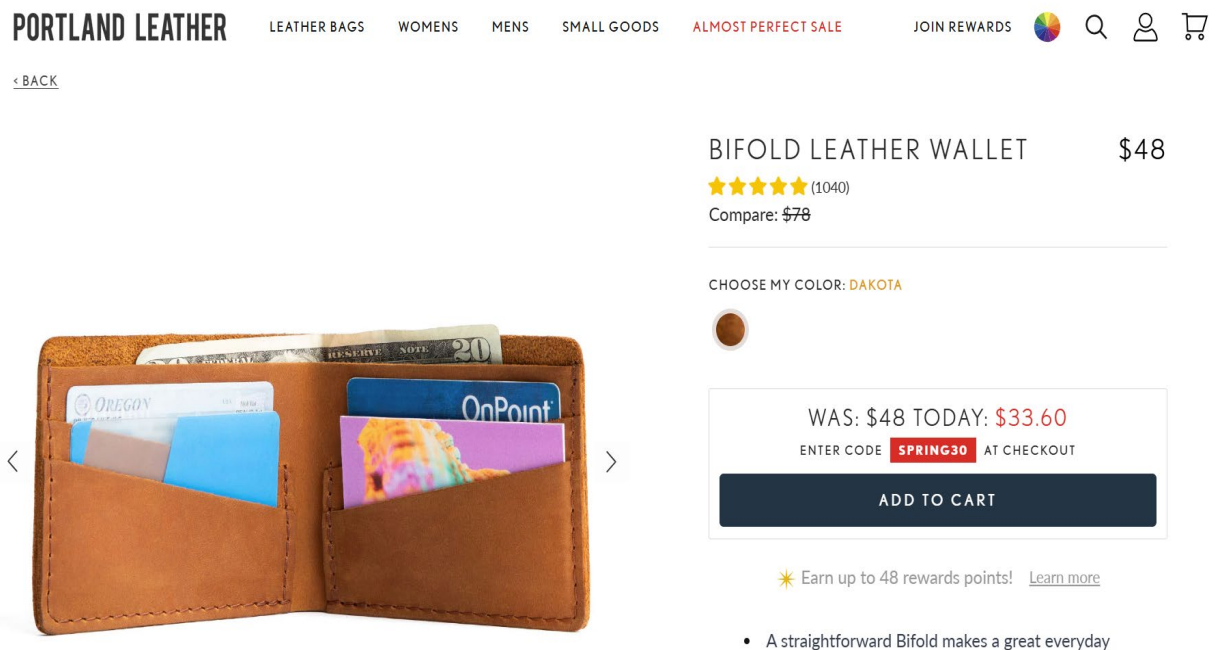 PORTLAND LEATHER
LEATHER BAGS WOMENS MENS SMALL GOODS ALMOST PERFECT SALE JOIN REWARDS
< BACK
BIFOLD LEATHER WALLET $48
(1040)
Compare: $78
CHOOSE MY COLOR: DAKOTA
20 FEDERAL RESERVE NOTE 20
OREGON
OnPoint
WAS: $48 TODAY: $33.60
ENTER CODE SPRING30 AT CHECKOUT
ADD TO CART
Earn up to 48 rewards points! Learn more
• A straightforward Bifold makes a great everyday